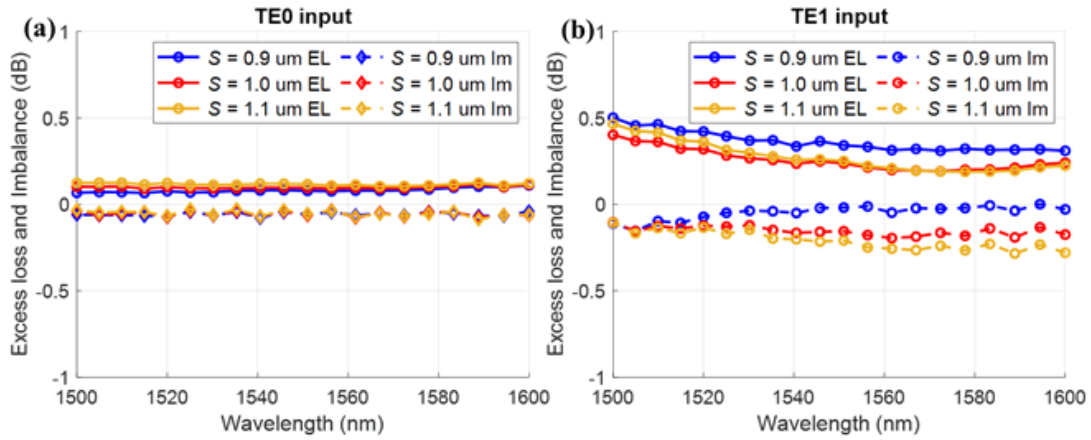 (a)
TE0 input
S = 0.9 um EL S = 0.9 um Im
S = 1.0 um EL S = 1.0 um Im
S = 1.1 um EL S = 1.1 um Im
Excess loss and Imbalance (dB)
1
0.5
0
-0.5
-1
1500 1520 1540 1560 1580 1600
Wavelength (nm)
(b)
TE1 input
S = 0.9 um EL S = 0.9 um Im
S = 1.0 um EL S = 1.0 um Im
S = 1.1 um EL S = 1.1 um Im
Excess loss and Imbalance (dB)
1
0.5
0
-0.5
-1
1500 1520 1540 1560 1580 1600
Wavelength (nm)